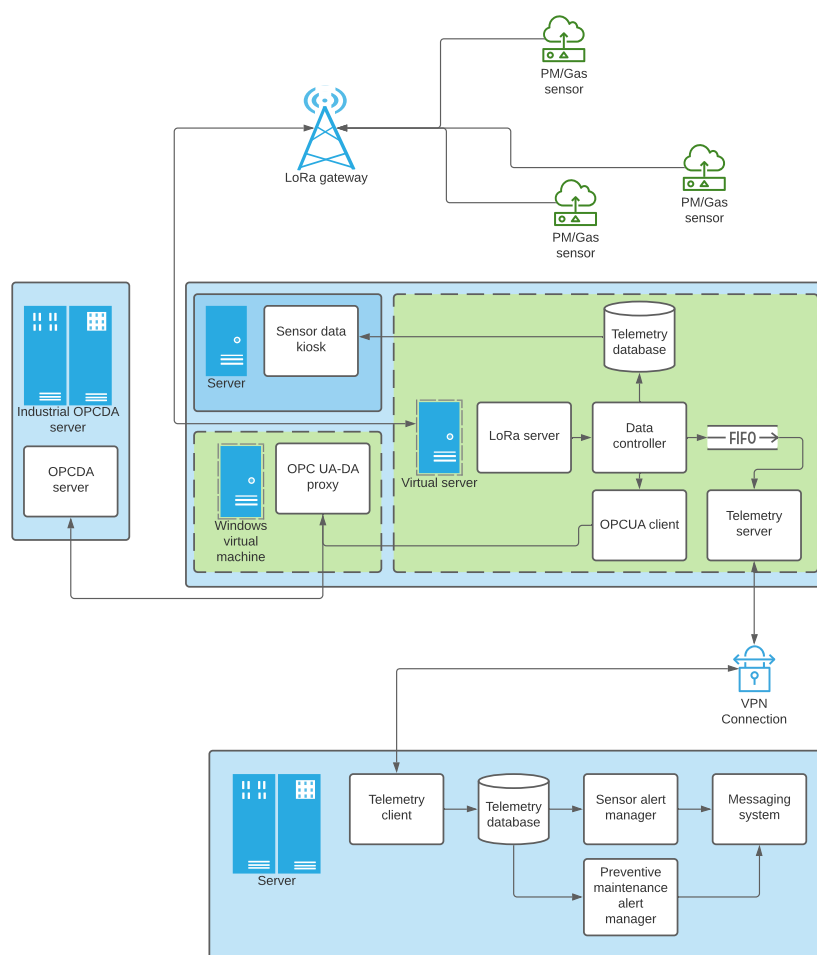 PM/Gas
sensor
LoRa gateway
PM/Gas
sensor
PM/Gas
sensor
Industrial OPCDA
server
OPCDA
server
Server
Sensor data
kiosk
Telemetry
database
Virtual server
LoRa server
Data
controller
FIFO
Windows
virtual
machine
OPC UA-DA
proxy
OPCUA client
Telemetry
server
VPN
Connection
Server
Telemetry
client
Telemetry
database
Sensor alert
manager
Messaging
system
Preventive
maintenance
alert
manager